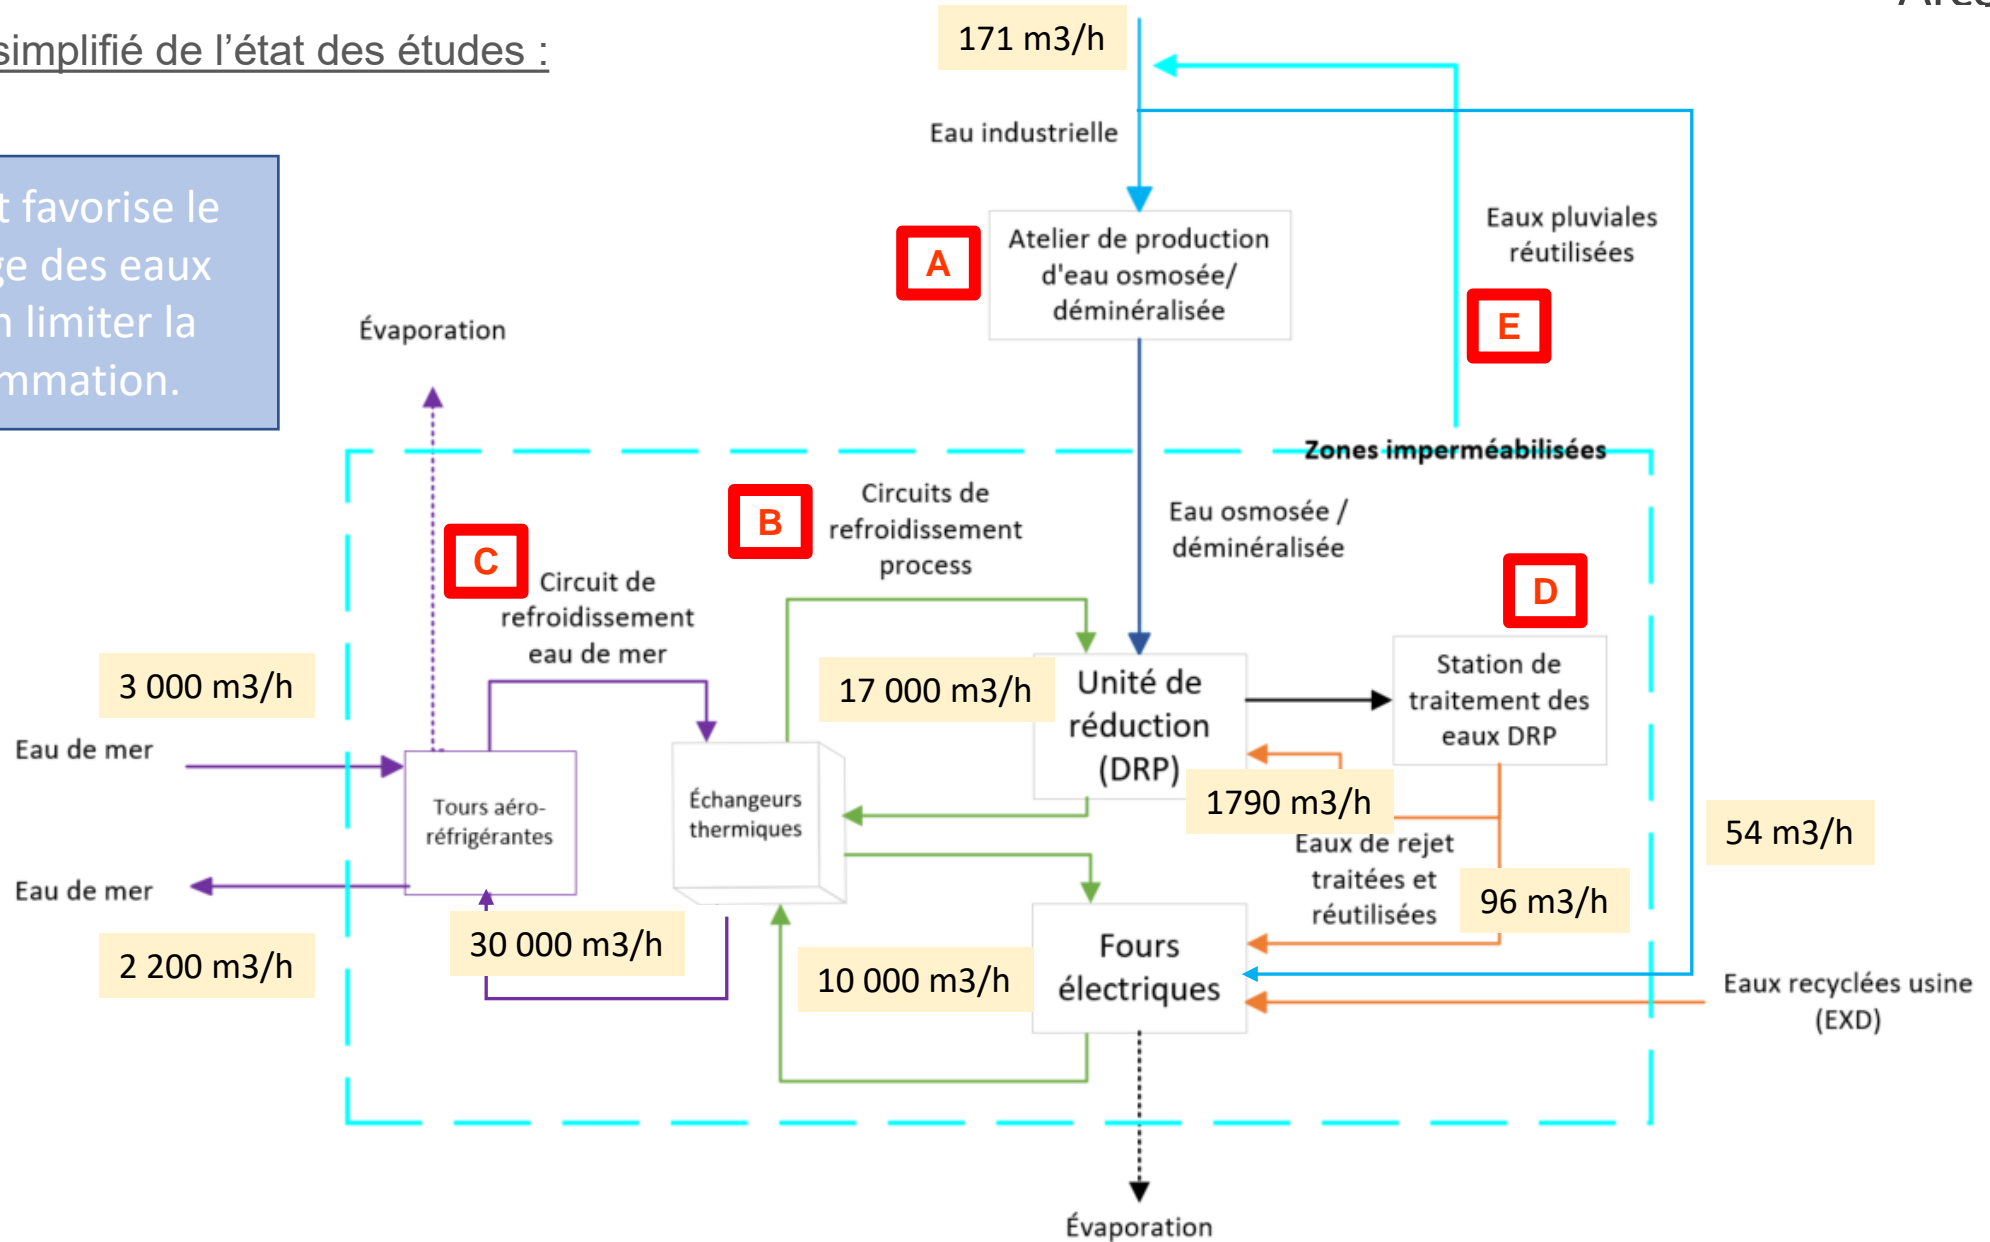 simplifié de l'état des études :
171 m3/h
Eau industrielle
t favorise le
ge des eaux
n limiter la
mmation.
A
Atelier de production
d'eau osmosée/
déminéralisée
Eaux pluviales
réutilisées
E
Évaporation
Zones imperméabilisées
B
Circuits de
refroidissement
process
Eau osmosée /
déminéralisée
C
Circuit de
refroidissement
eau de mer
D
3 000 m3/h
17 000 m3/h
Unité de
réduction
(DRP)
Station de
traitement des
eaux DRP
Eau de mer
Tours aéro-
réfrigérantes
Échangeurs
thermiques
1790 m3/h
54 m3/h
Eaux de rejet
traitées et
réutilisées
96 m3/h
Eau de mer
2 200 m3/h
30 000 m3/h
10 000 m3/h
Fours
électriques
Eaux recyclées usine
(EXD)
Évaporation